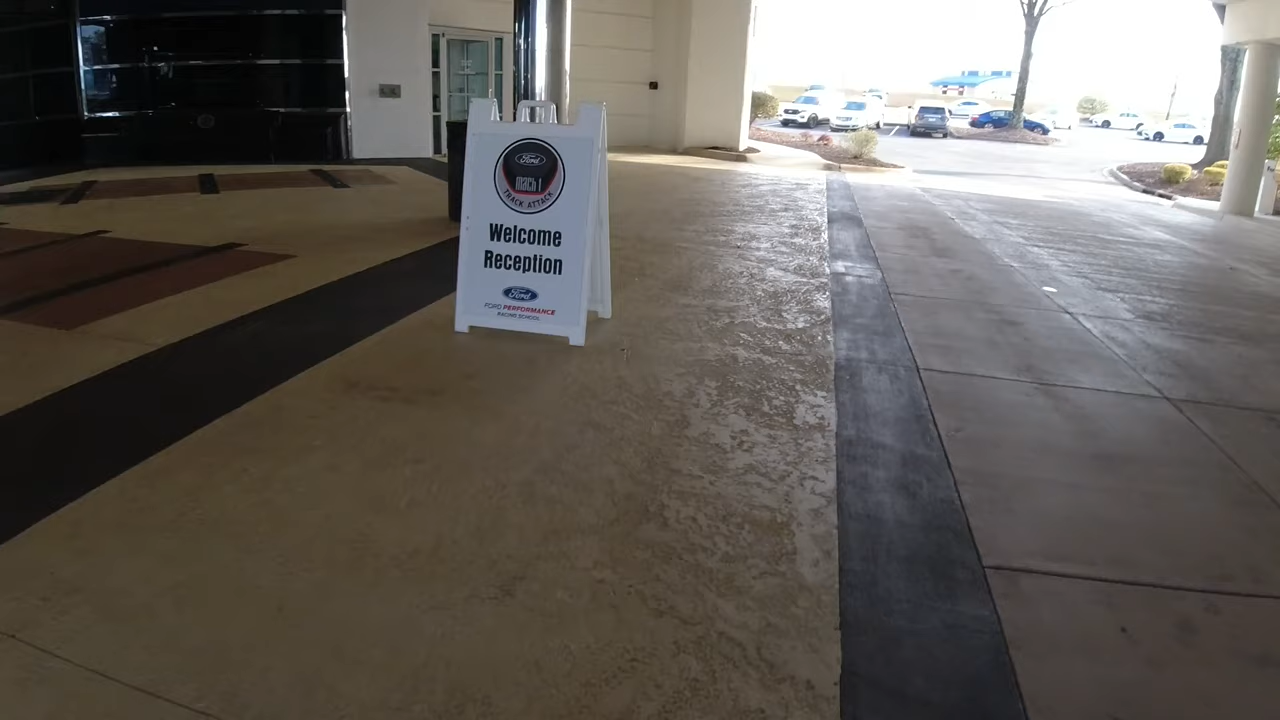 Ford
mach 1
TRACK ATTACK
Welcome
Reception
Ford
FORD PERFORMANCE
RACING SCHOOL